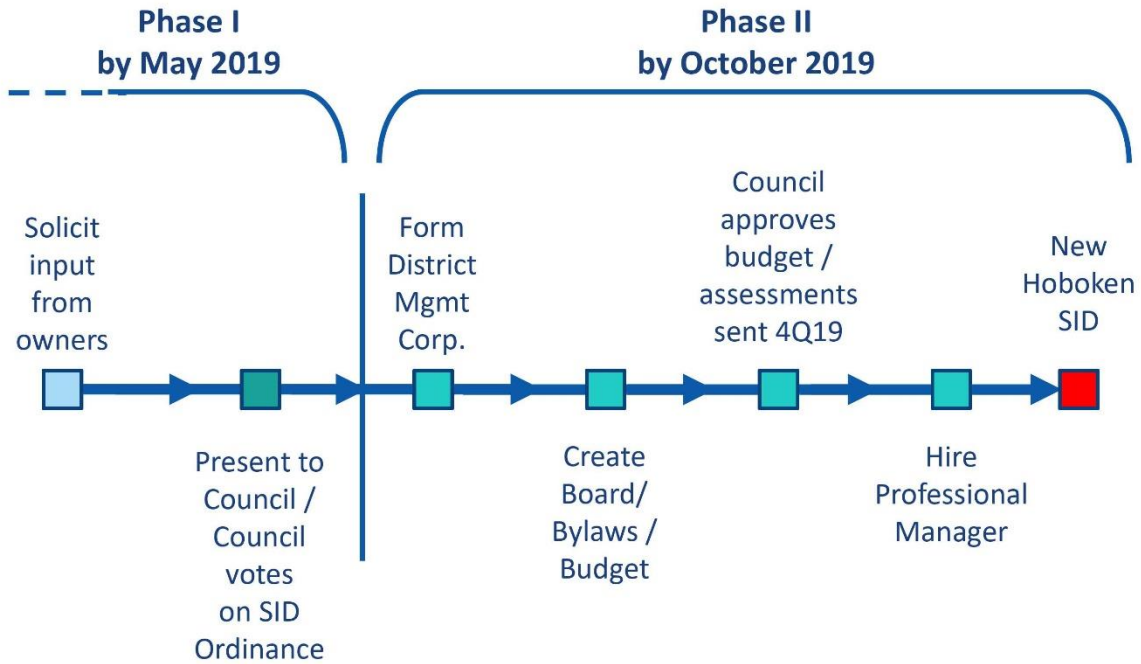 Phase I
by May 2019
Phase II
by October 2019
Solicit
input
from
owners
Present to
Council /
Council
votes
on SID
Ordinance
Form
District
Mgmt
Corp.
Create
Board/
Bylaws /
Budget
Council
approves
budget /
assessments
sent 4Q19
Hire
Professional
Manager
New
Hoboken
SID